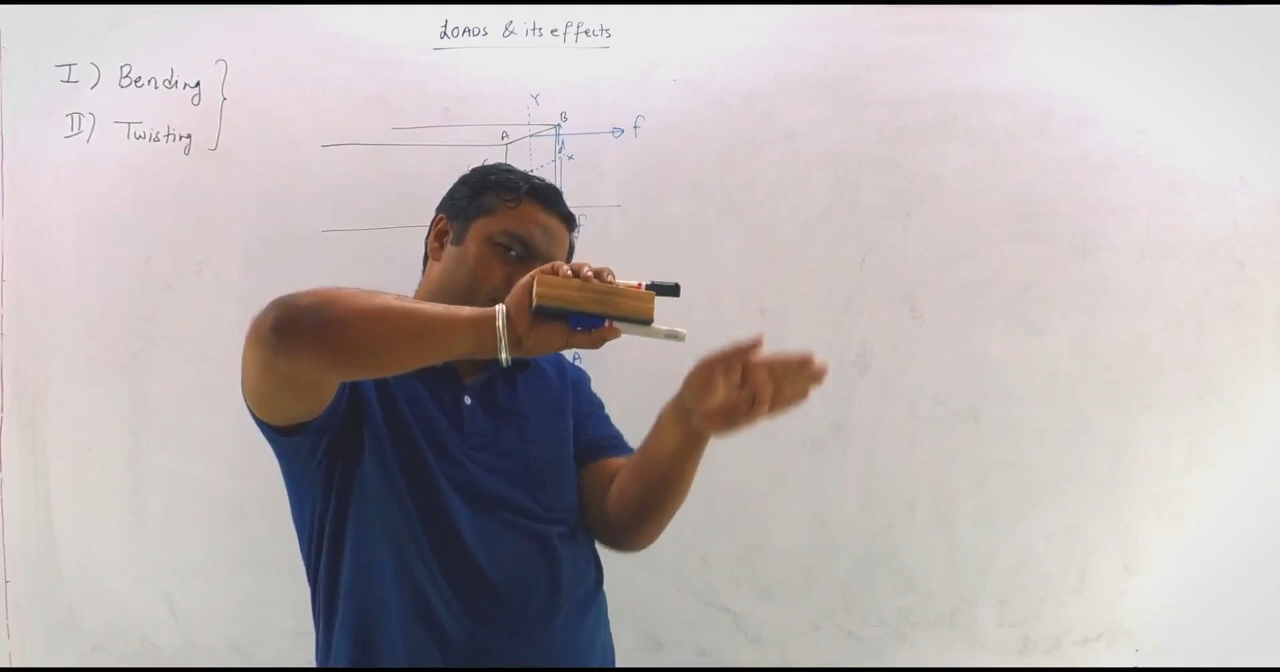 LOADS & its effects
I) Bending
II) Twisting
Y
B
A
f
x
f
A